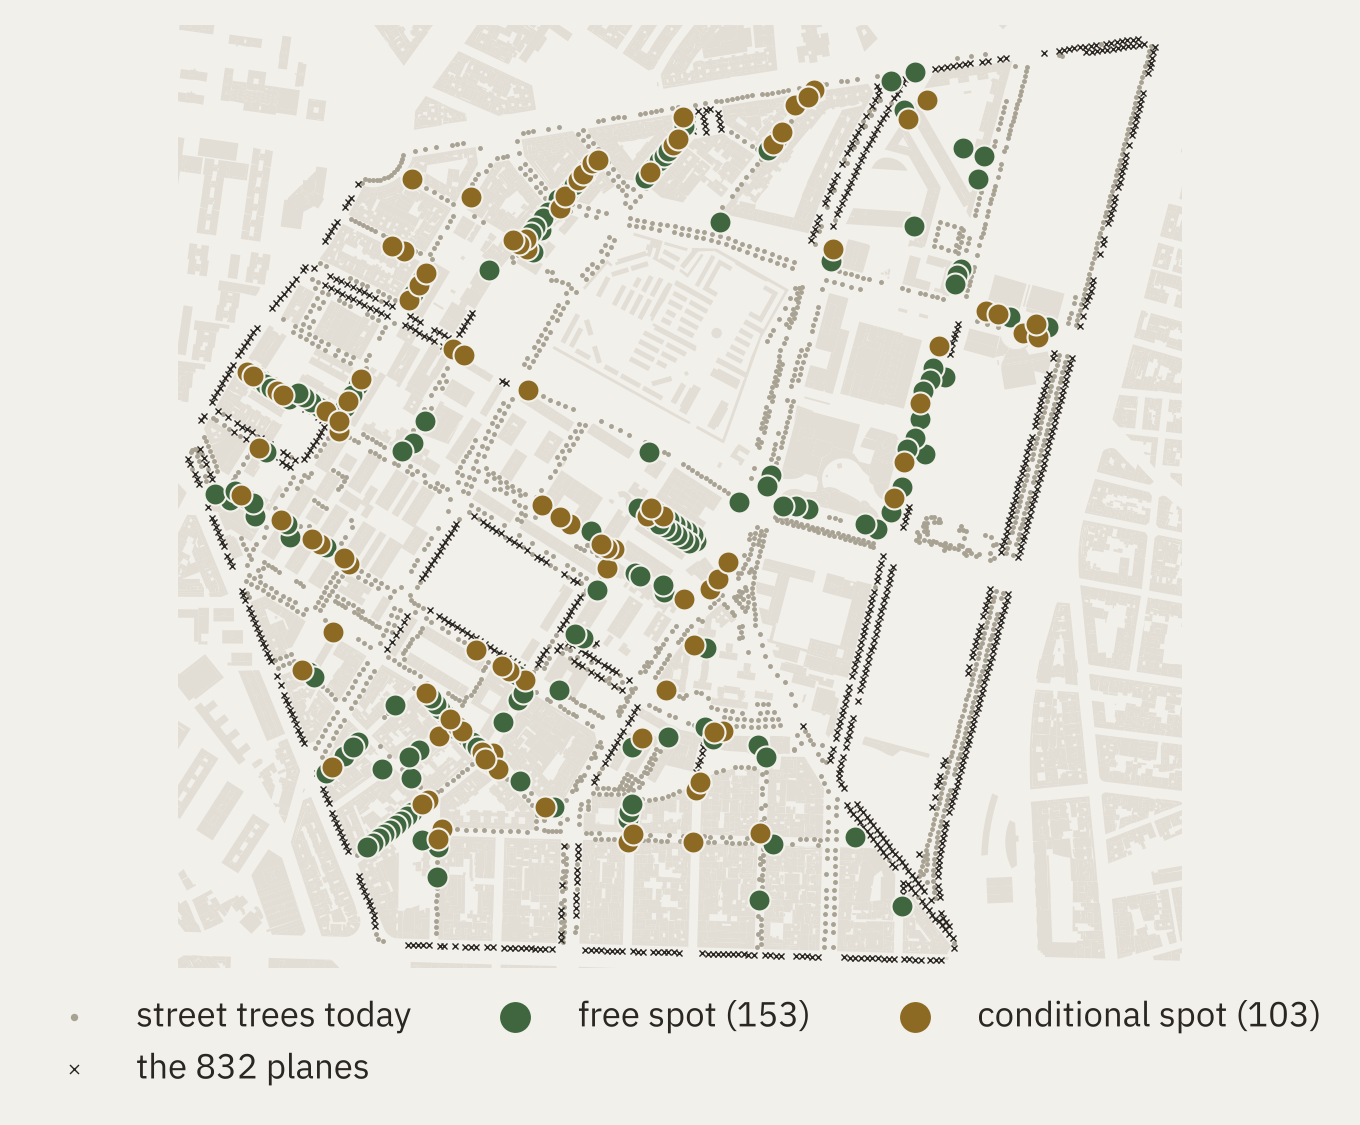 street trees today
free spot (153)
conditional spot (103)
the 832 planes